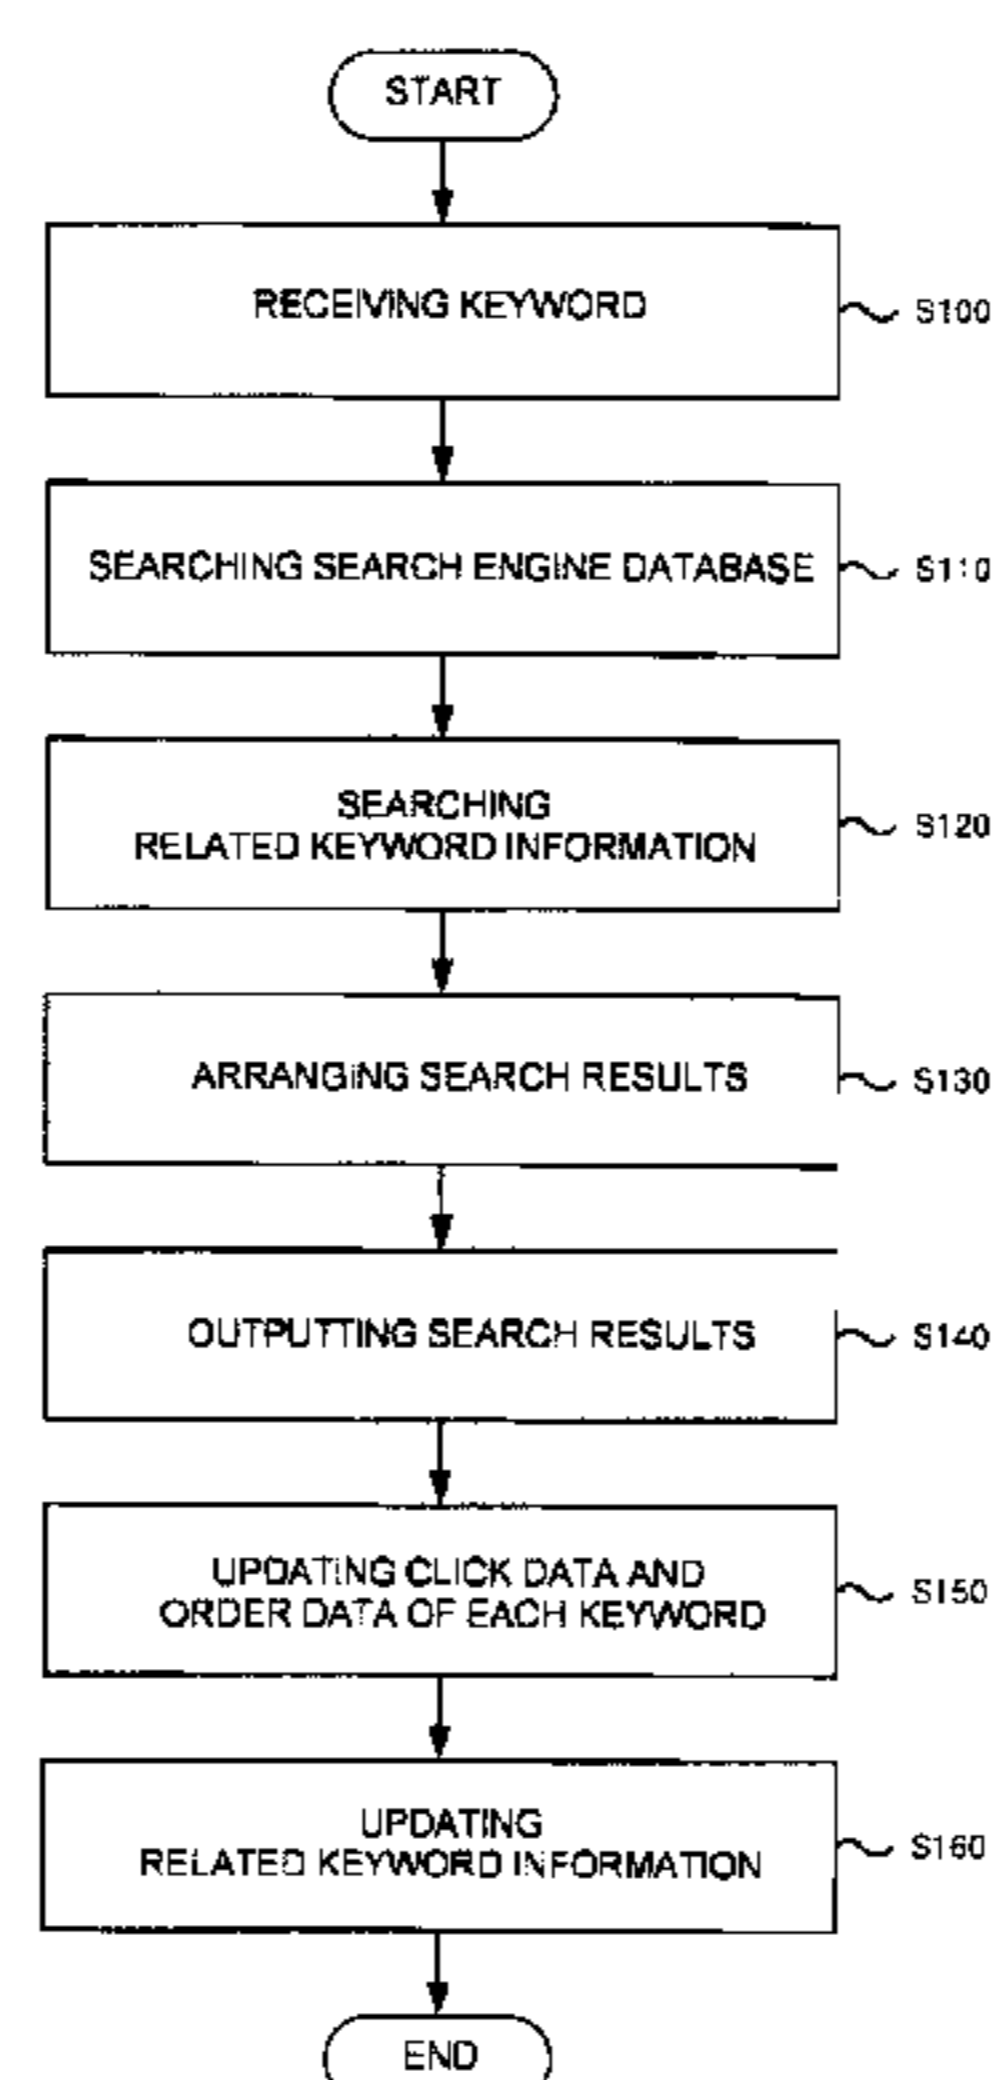 START
RECEIVING KEYWORD
S100
SEARCHING SEARCH ENGINE DATABASE
S110
SEARCHING
RELATED KEYWORD INFORMATION
S120
ARRANGING SEARCH RESULTS
S130
OUTPUTTING SEARCH RESULTS
S140
UPDATING CLICK DATA AND
ORDER DATA OF EACH KEYWORD
S150
UPDATING
RELATED KEYWORD INFORMATION
S160
END